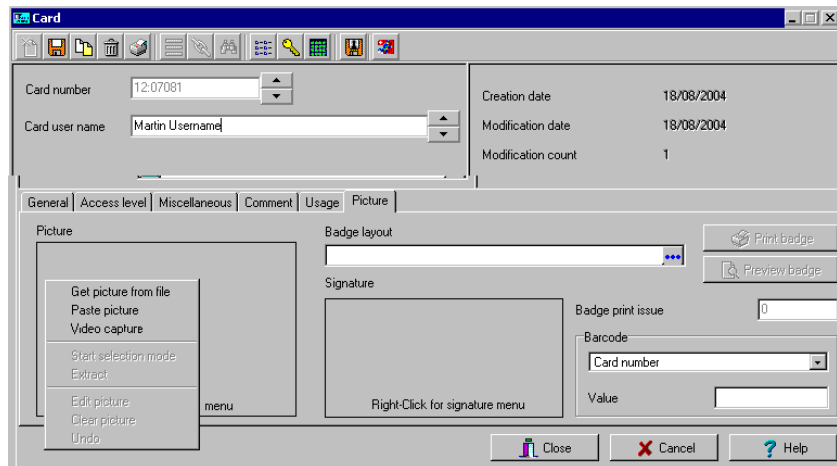 Card
Card number
12:07081
Card user name
Martin Username
Creation date 18/08/2004
Modification date 18/08/2004
Modification count 1
General Access level Miscellaneous Comment Usage Picture
Picture
Get picture from file
Paste picture
Video capture
Start selection mode
Extract
Edit picture
Clear picture
Undo
menu
Badge layout
Signature
Right-Click for signature menu
Print badge
Preview badge
Badge print issue 0
Barcode
Card number
Value
Close Cancel ? Help